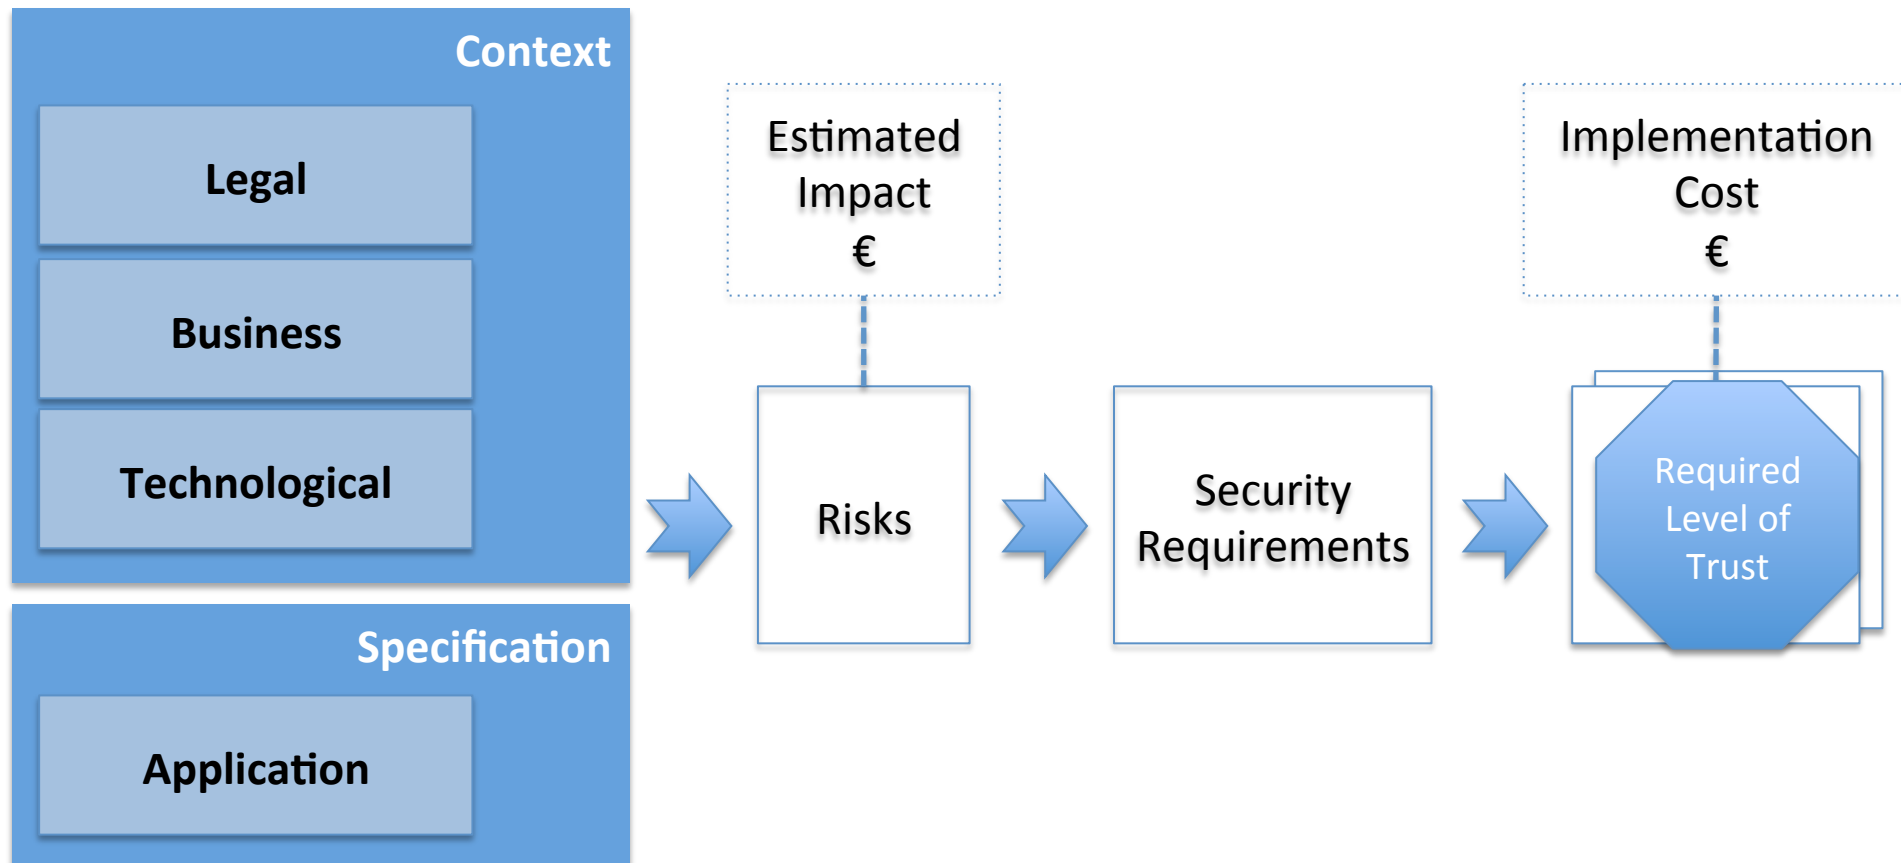 Context
Legal
Business
Technological
Specification
Application
Estimated
Impact
€
Risks
Security
Requirements
Implementation
Cost
€
Required
Level of
Trust